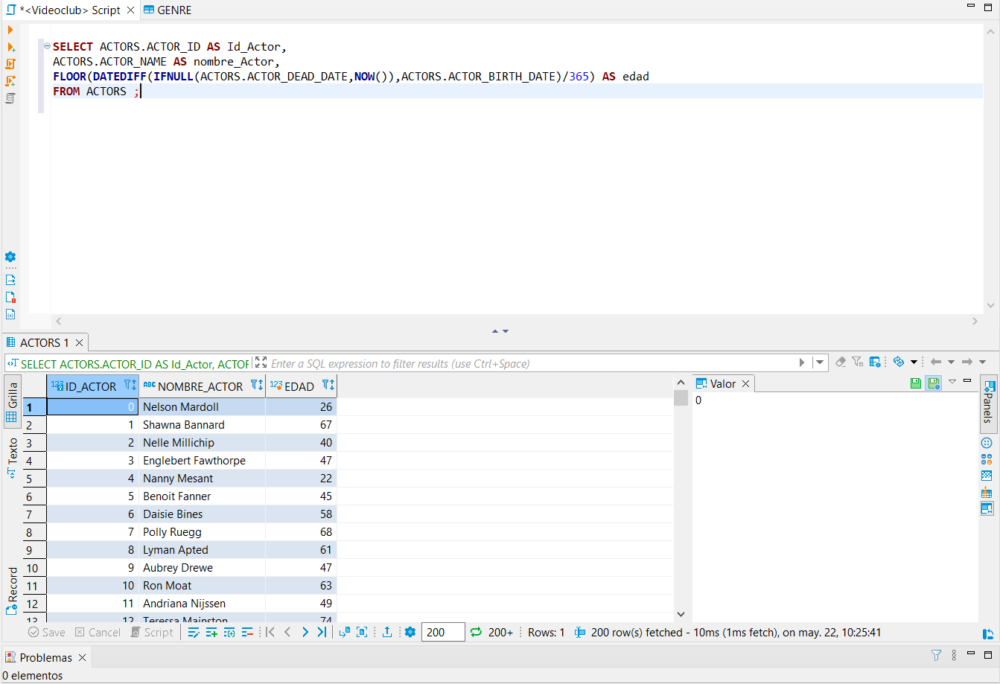 *<Videoclub> Script
GENRE
SELECT ACTORS.ACTOR_ID AS Id_Actor,
ACTORS.ACTOR_NAME AS nombre_Actor,
FLOOR(DATEDIFF(IFNULL(ACTORS.ACTOR_DEAD_DATE,NOW()),ACTORS.ACTOR_BIRTH_DATE)/365) AS edad
FROM ACTORS ;
ACTORS 1
SELECT ACTORS.ACTOR_ID AS Id_Actor, ACTOR
Enter a SQL expression to filter results (use Ctrl+Space)
Grilla
Texto
Record
123 ID_ACTOR ABC NOMBRE_ACTOR 123 EDAD
1 0 Nelson Mardoll 26
2 1 Shawna Bannard 67
3 2 Nelle Millichip 40
4 3 Englebert Fawthorpe 47
5 4 Nanny Mesant 22
6 5 Benoit Fanner 45
7 6 Daisie Bines 58
8 7 Polly Ruegg 68
9 8 Lyman Apted 61
10 9 Aubrey Drewe 47
11 10 Ron Moat 63
12 11 Andriana Nijssen 49
13 12 Teressa Mainston 74
Valor
0
Panels
Save Cancel Script 200 200+ Rows: 1 200 row(s) fetched - 10ms (1ms fetch), on may. 22, 10:25:41
Problemas
0 elementos